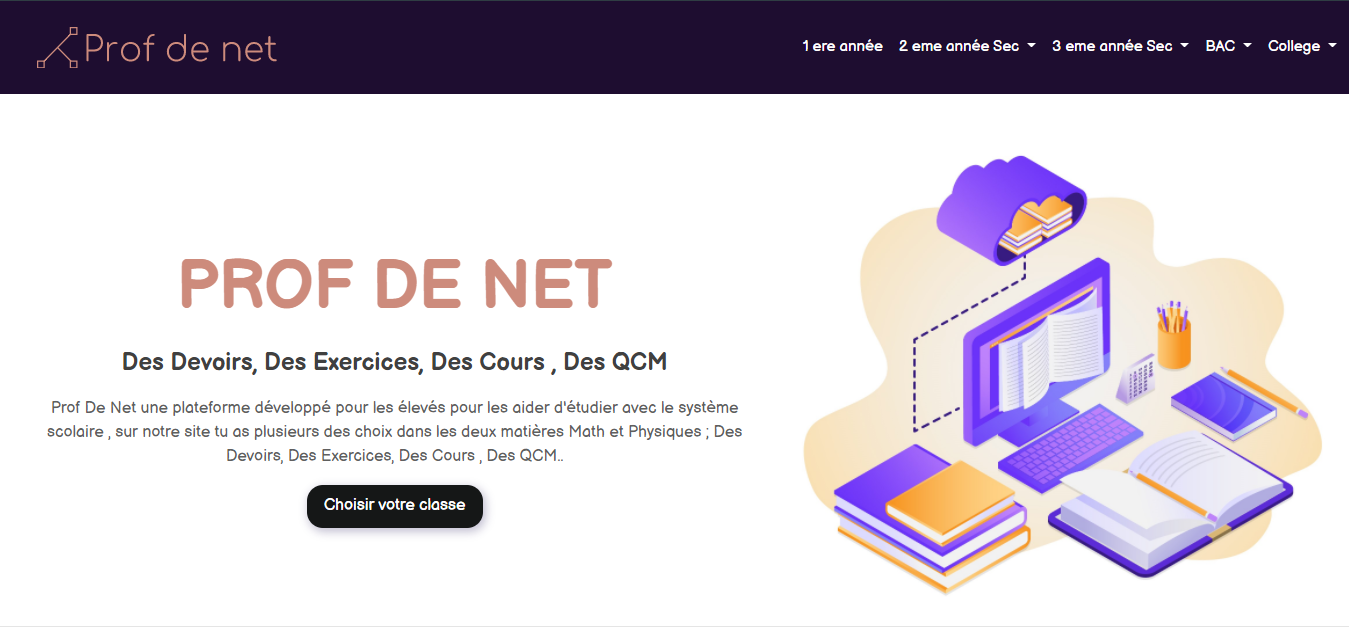 Prof de net
1 ere année 2 eme année Sec 3 eme année Sec BAC College
PROF DE NET
Des Devoirs, Des Exercices, Des Cours , Des QCM
Prof De Net une plateforme développé pour les élevés pour les aider d'étudier avec le système
scolaire , sur notre site tu as plusieurs des choix dans les deux matières Math et Physiques ; Des
Devoirs, Des Exercices, Des Cours , Des QCM..
Choisir votre classe